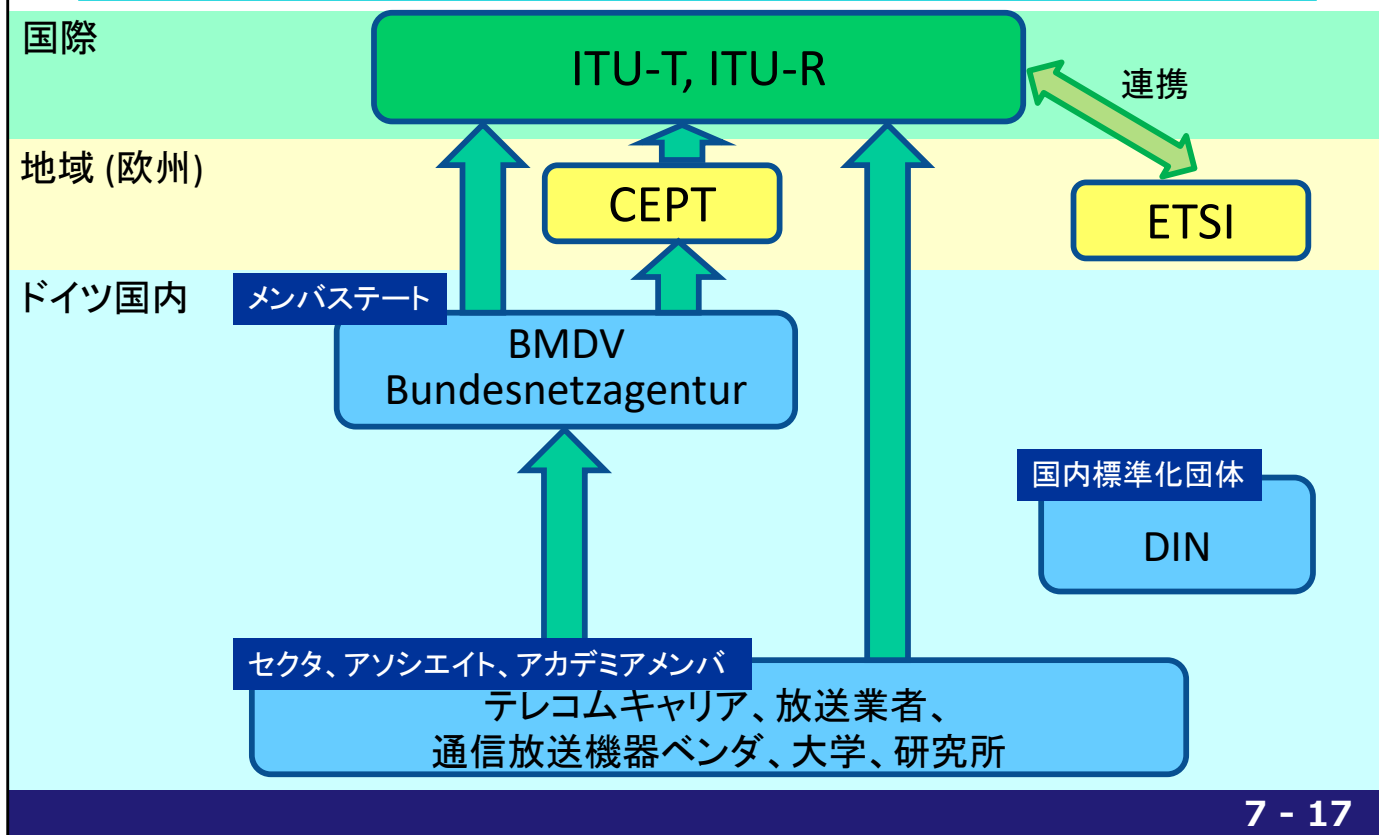 国際
ITU-T, ITU-R
連携
地域 (欧州)
CEPT
ETSI
ドイツ国内
メンバステート
BMDV
Bundesnetzagentur
国内標準化団体
DIN
セクタ、アソシエイト、アカデミアメンバ
テレコムキャリア、放送業者、
通信放送機器ベンダ、大学、研究所
7 - 17